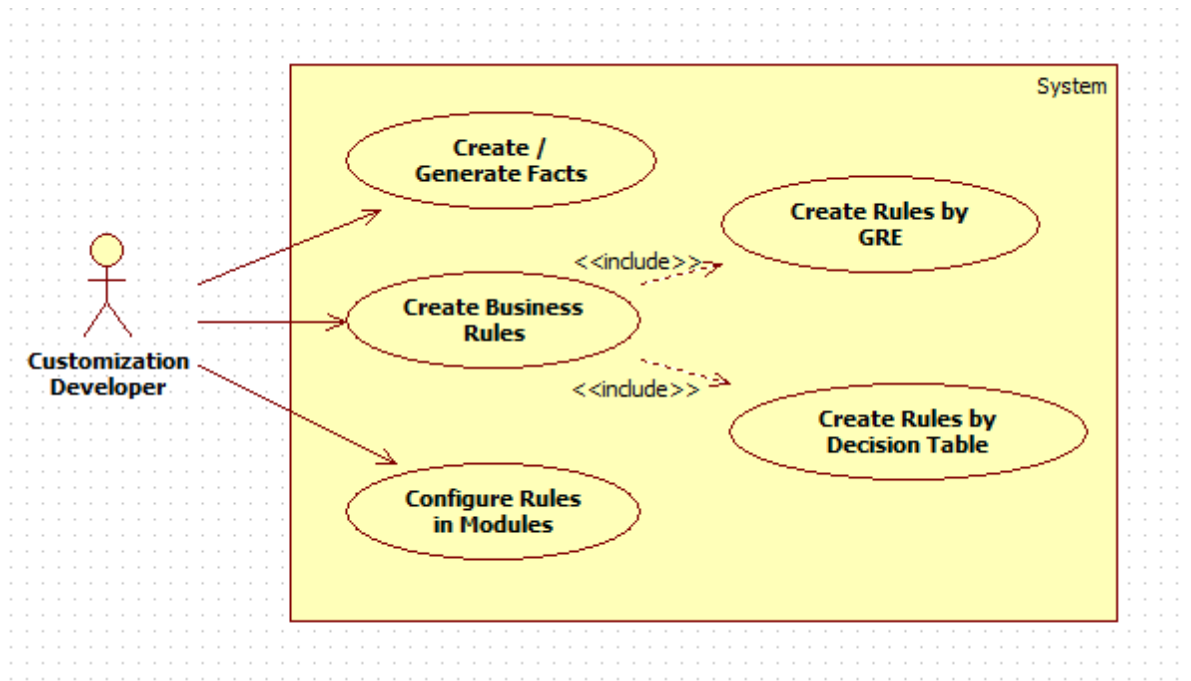 System
Create /
Generate Facts
Create Rules by
GRE
<<include>>
Create Business
Rules
Customization
Developer
<<include>>
Create Rules by
Decision Table
Configure Rules
in Modules